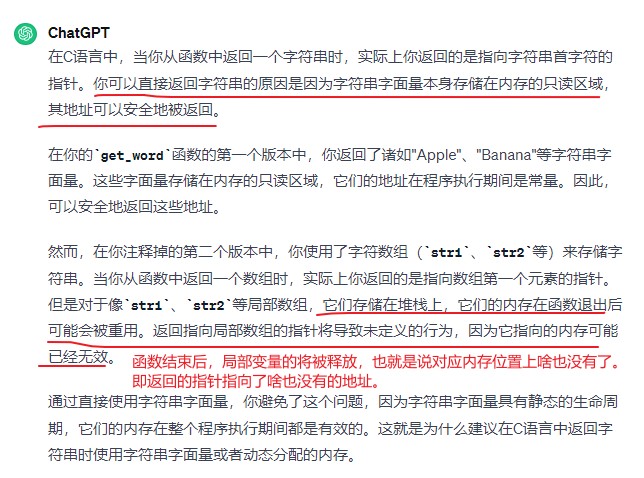 ChatGPT
在C语言中，当你从函数中返回一个字符串时，实际上你返回的是指向字符串首字符的
指针。你可以直接返回字符串的原因是因为字符串字面量本身存储在内存的只读区域，
其地址可以安全地被返回。
在你的`get_word`函数的第一个版本中，你返回了诸如"Apple"、"Banana"等字符串字
面量。这些字面量存储在内存的只读区域，它们的地址在程序执行期间是常量。因此，
可以安全地返回这些地址。
然而，在你注释掉的第二个版本中，你使用了字符数组（`str1`、`str2`等）来存储字
符串。当你从函数中返回一个数组时，实际上你返回的是指向数组第一个元素的指针。
但是对于像`str1`、`str2`等局部数组，它们存储在堆栈上，它们的内存在函数退出后
可能会被重用。返回指向局部数组的指针将导致未定义的行为，因为它指向的内存可能
已经无效。
函数结束后，局部变量的将被释放，也就是说对应内存位置上啥也没有了。
即返回的指针指向了啥也没有的地址。
通过直接使用字符串字面量，你避免了这个问题，因为字符串字面量具有静态的生命周
期，它们的内存在整个程序执行期间都是有效的。这就是为什么建议在C语言中返回字
符串时使用字符串字面量或者动态分配的内存。